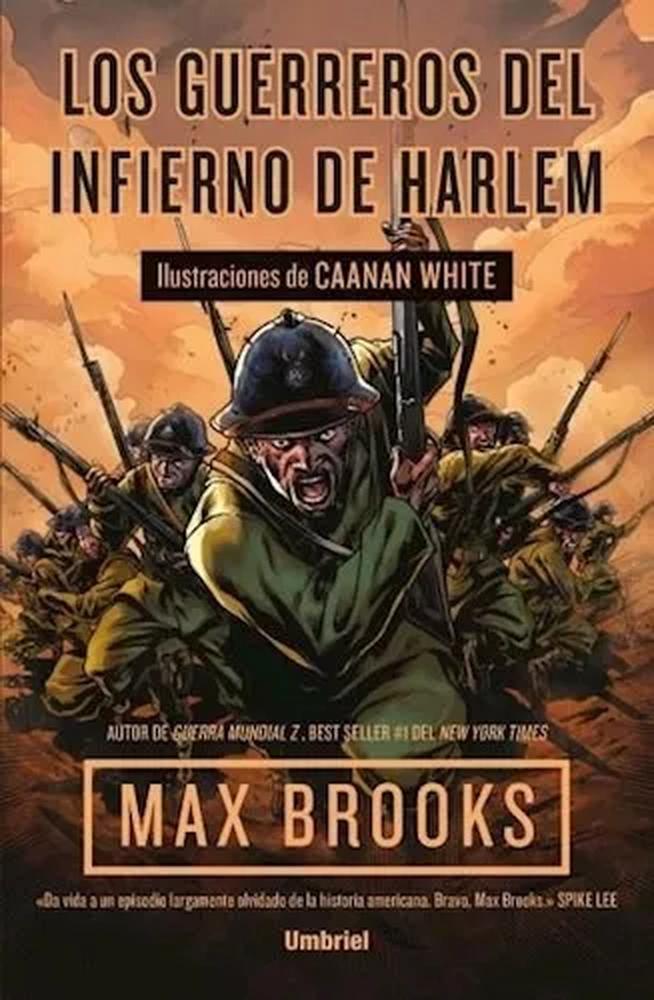 LOS GUERREROS DEL
INFIERNO DE HARLEM
Ilustraciones de CAANAN WHITE
AUTOR DE GUERRA MUNDIAL Z. BEST SELLER #1 DEL NEW YORK TIMES
MAX BROOKS
«Da vida a un episodio largamente olvidado de la historia americana. Bravo, Max Brooks.» SPIKE LEE
Umbriel